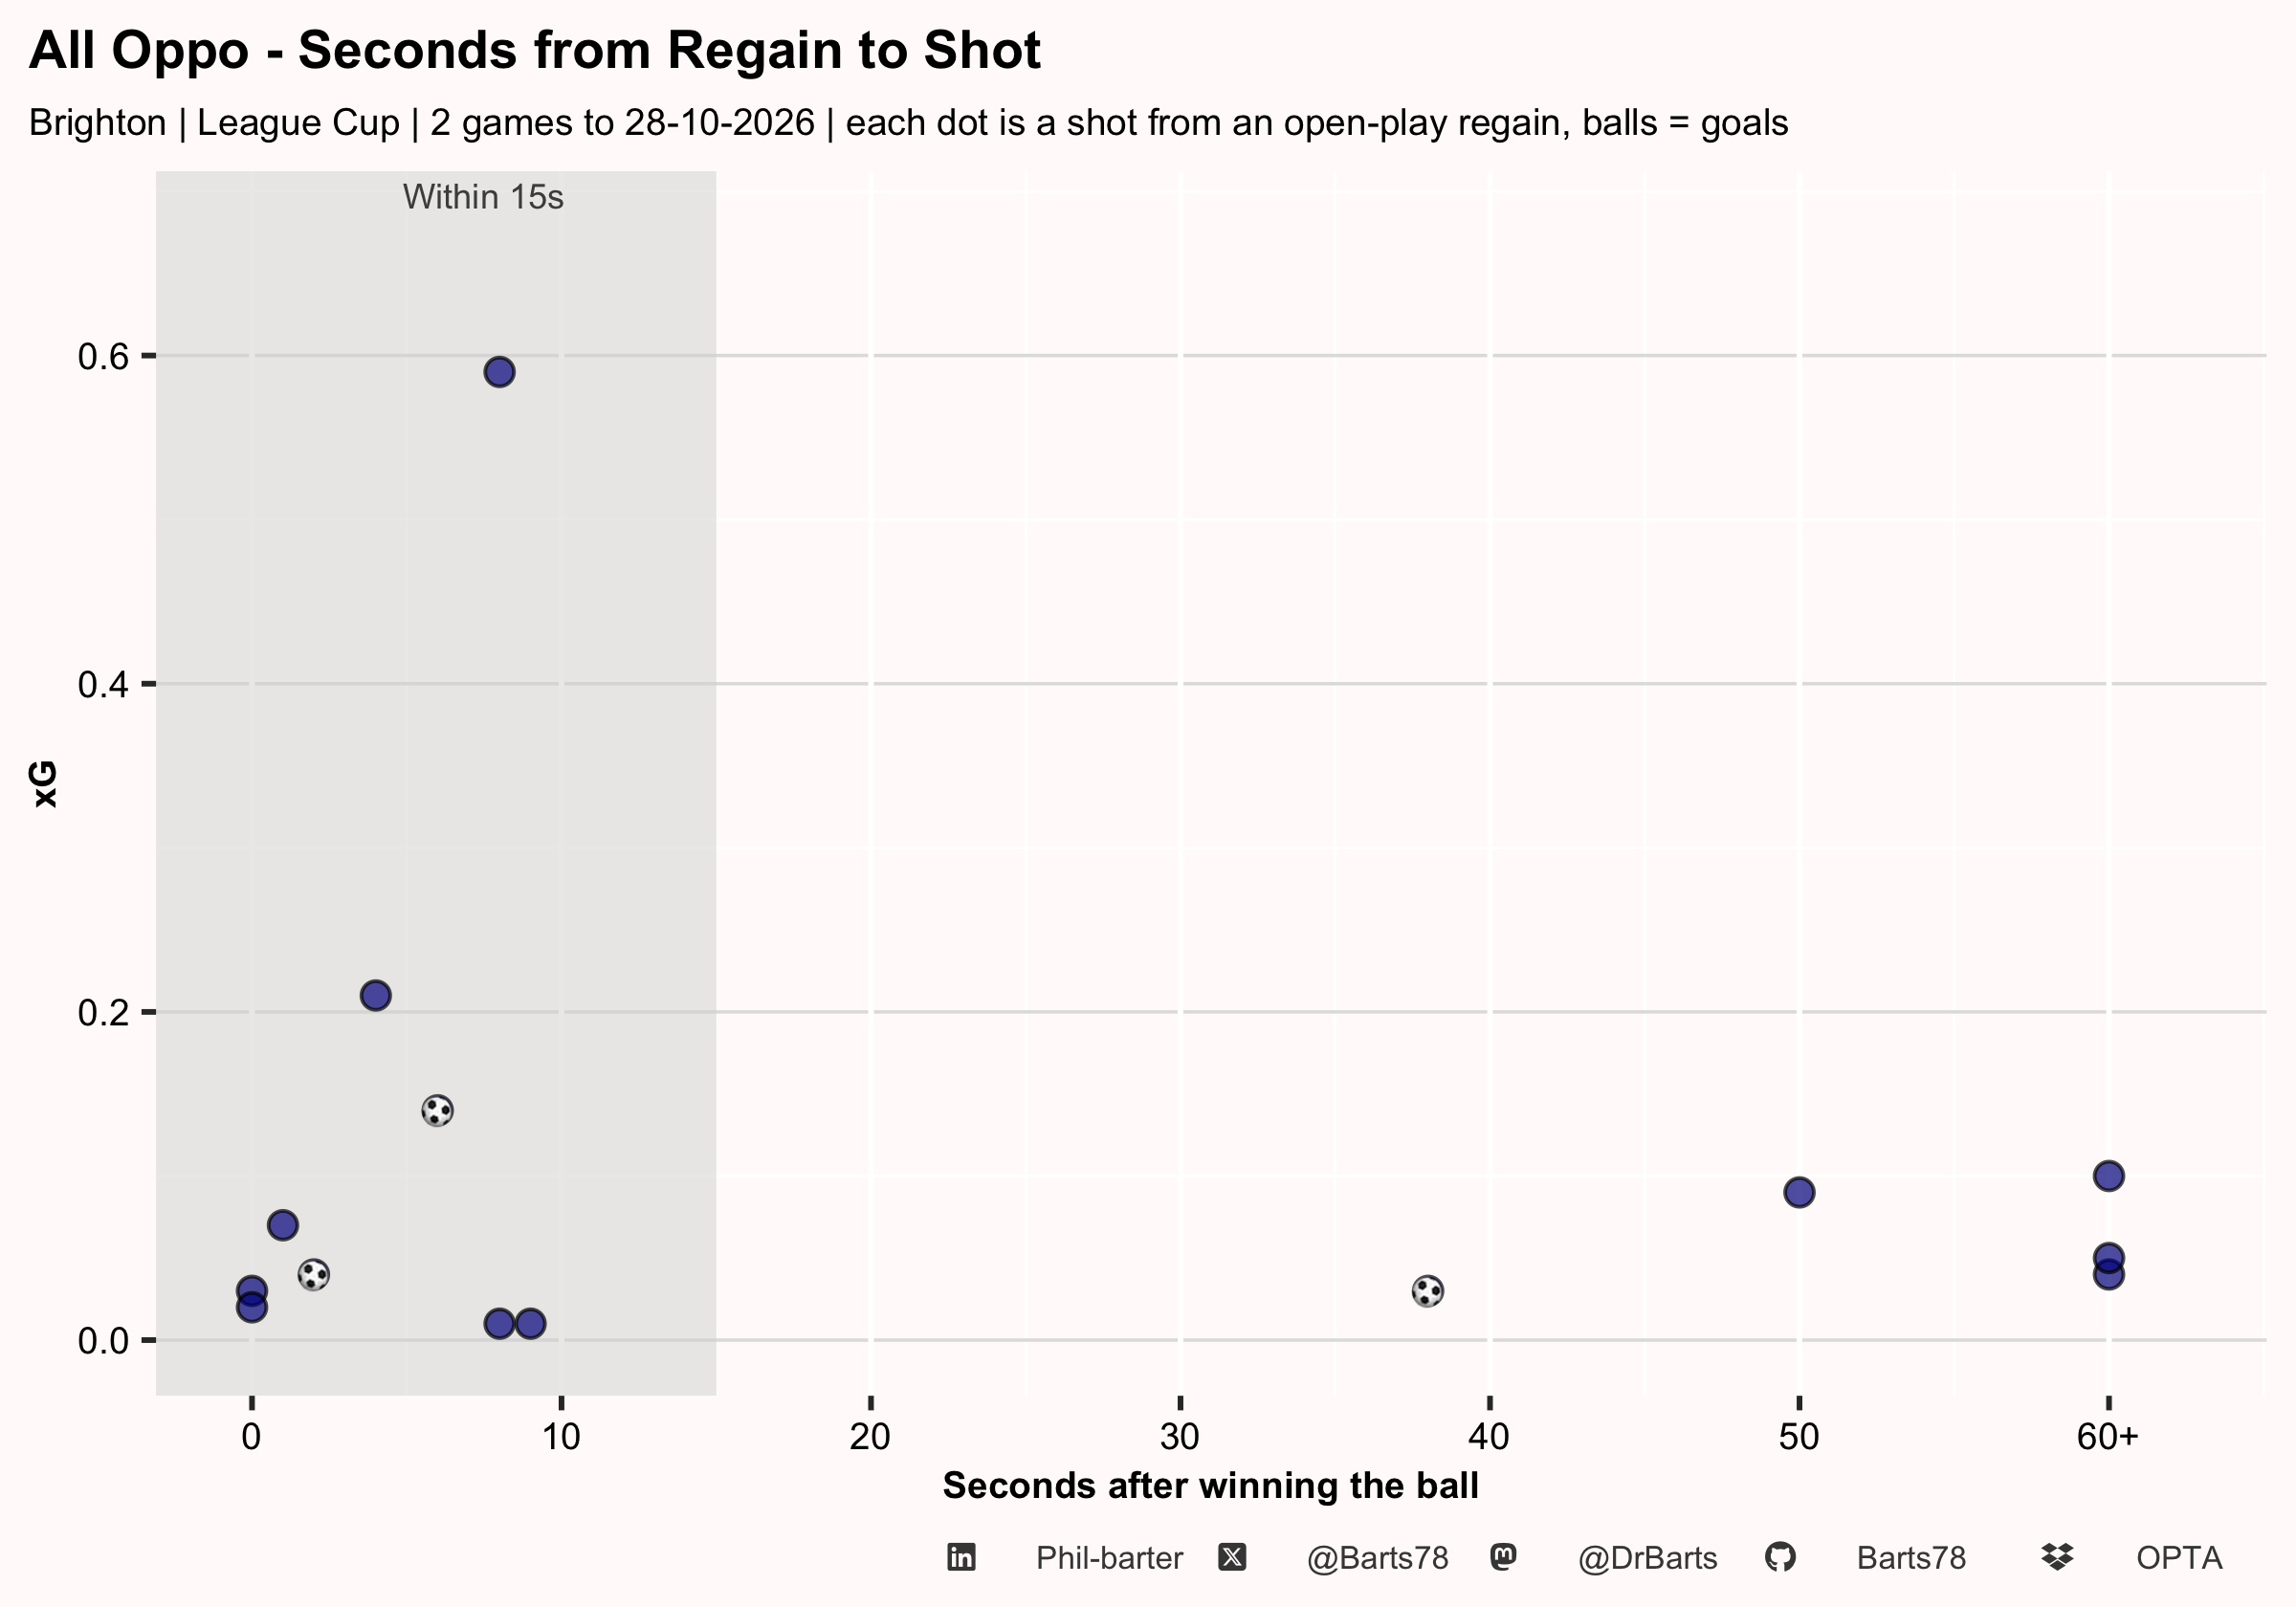 All Oppo - Seconds from Regain to Shot
Brighton | League Cup | 2 games to 28-10-2026 | each dot is a shot from an open-play regain, balls = goals
Within 15s
0.6
0.4
0.2
0.0
xG
0 10 20 30 40 50 60+
Seconds after winning the ball
Phil-barter @Barts78 @DrBarts Barts78 OPTA